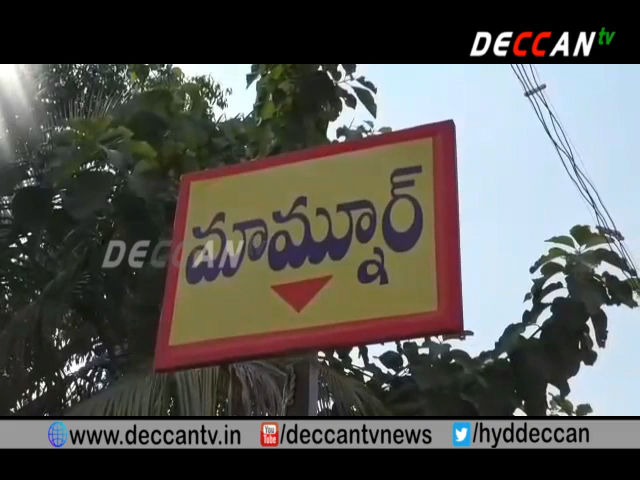 DECCAN tv
మామ్నూర్
DECCAN
www.deccantv.in /deccantvnews /hyddeccan